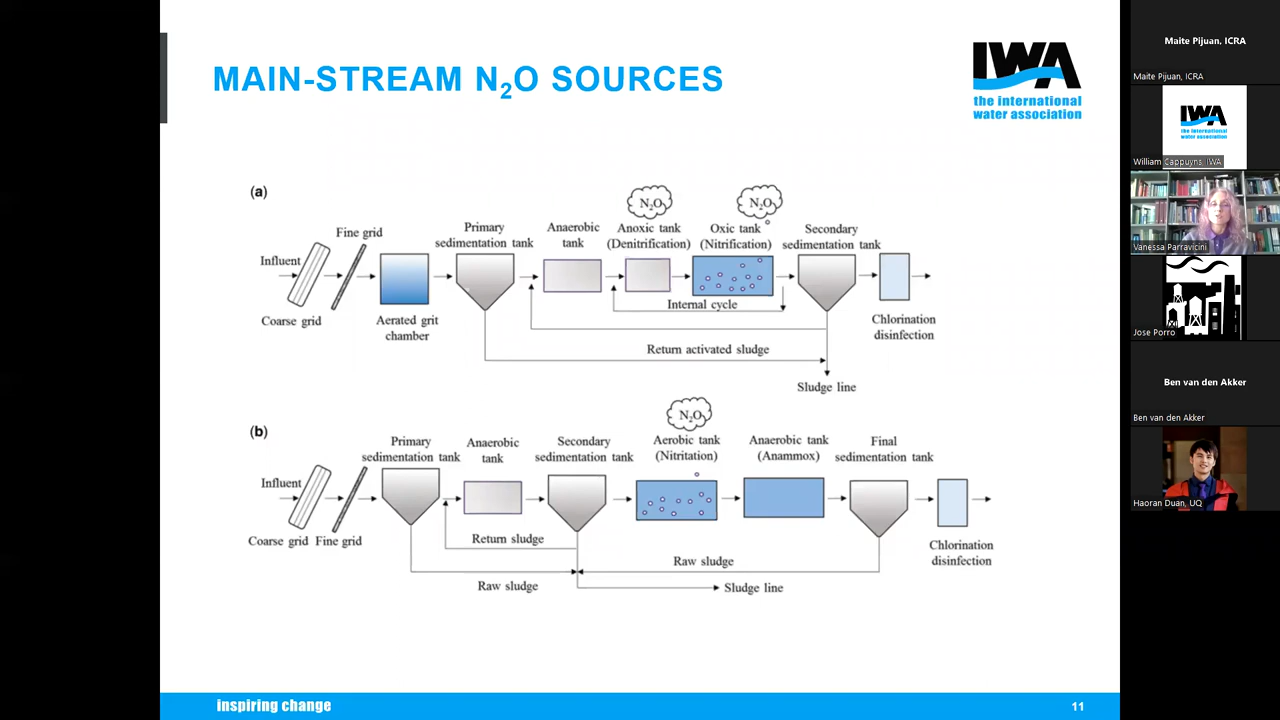 MAIN-STREAM N2O SOURCES
IWA
the international
water association
(a)
Influent
Coarse grid
Fine grid
Aerated grit
chamber
Primary
sedimentation tank
Anaerobic
tank
N2O
Anoxic tank
(Denitrification)
N2O
Oxic tank
(Nitrification)
Secondary
sedimentation tank
Internal cycle
Chlorination
disinfection
Return activated sludge
Sludge line
(b)
Influent
Coarse grid
Fine grid
Primary
sedimentation tank
Anaerobic
tank
Secondary
sedimentation tank
N2O
Aerobic tank
(Nitritation)
Anaerobic tank
(Anammox)
Final
sedimentation tank
Return sludge
Chlorination
disinfection
Raw sludge
Raw sludge
Sludge line
inspiring change
11
Maite Pijuan, ICRA
Maite Pijuan, ICRA
IWA
the international
water association
William Cappuyns, IWA
Vanessa Parravicini
Jose Porro
Ben van den Akker
Ben van den Akker
Haoran Duan, UQ